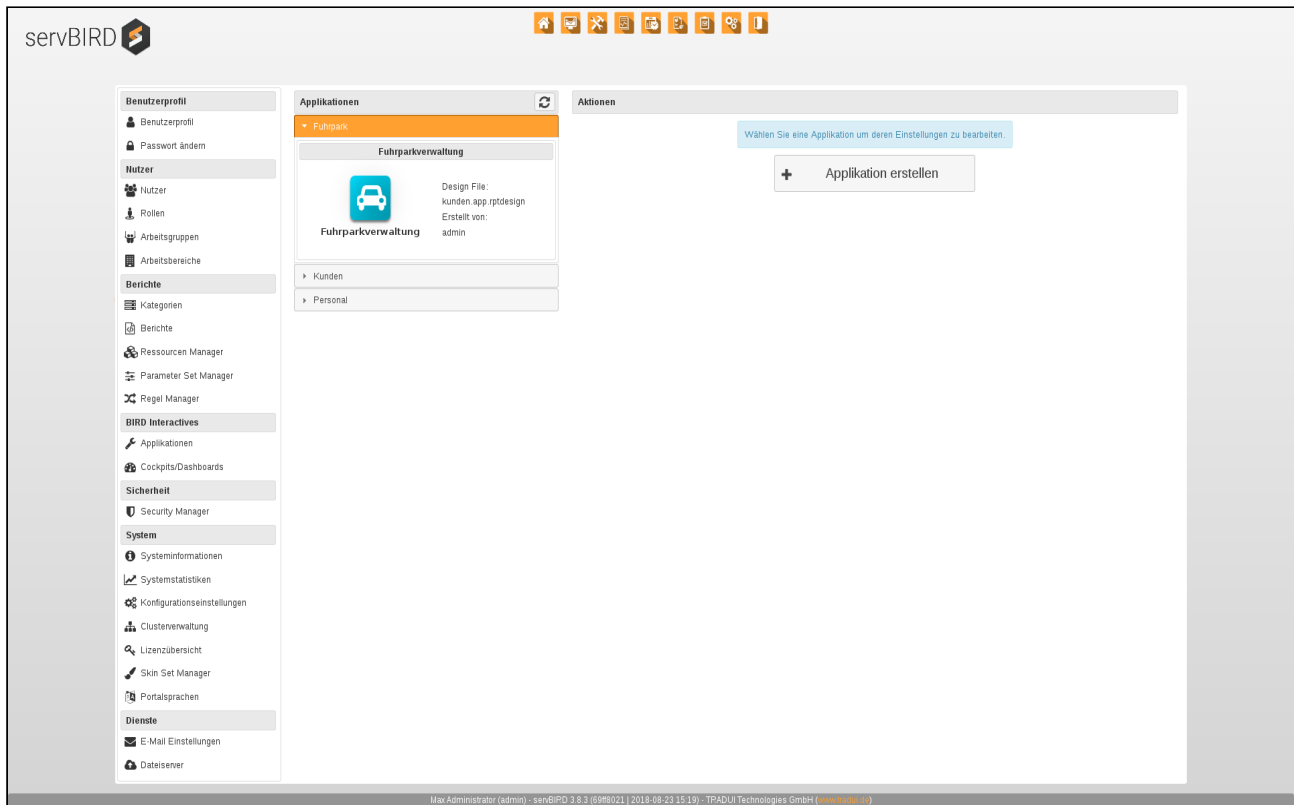 servBIRD
Benutzerprofil
Benutzerprofil
Passwort ändern
Nutzer
Nutzer
Rollen
Arbeitsgruppen
Arbeitsbereiche
Berichte
Kategorien
Berichte
Ressourcen Manager
Parameter Set Manager
Regel Manager
BIRD Interactives
Applikationen
Cockpits/Dashboards
Sicherheit
Security Manager
System
Systeminformationen
Systemstatistiken
Konfigurationseinstellungen
Clusterverwaltung
Lizenzübersicht
Skin Set Manager
Portalsprachen
Dienste
E-Mail Einstellungen
Dateiserver
Applikationen
Fuhrpark
Fuhrparkverwaltung
Fuhrparkverwaltung
Design File:
kunden.app.rptdesign
Erstellt von:
admin
Kunden
Personal
Aktionen
Wählen Sie eine Applikation um deren Einstellungen zu bearbeiten.
Applikation erstellen
Max Administrator (admin) - servBIRD 3.8.3 (69ff8021 | 2018-08-23 15:19) - TRADUI Technologies GmbH (www.tradui.de)